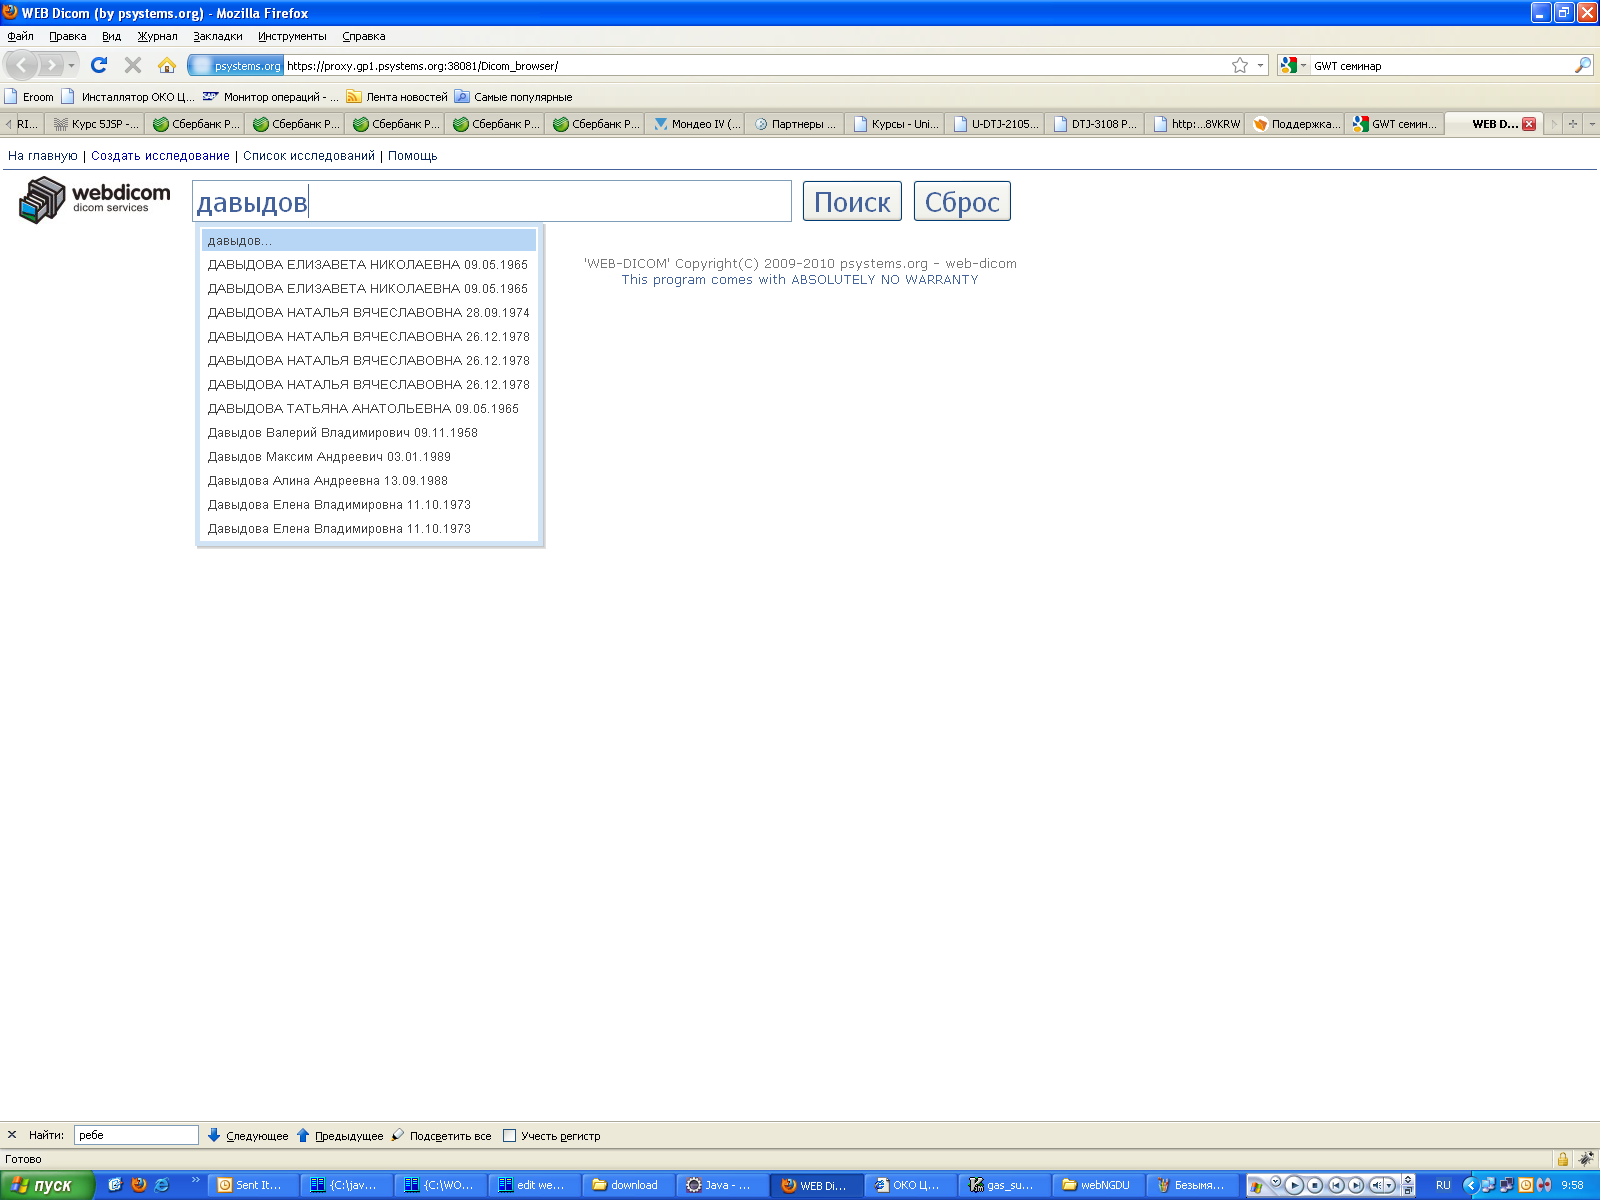 WEB Dicom (by psystems.org) - Mozilla Firefox
Файл Правка Вид Журнал Закладки Инструменты Справка
psystems.org https://proxy.gp1.psystems.org:38081/Dicom_browser/ GWT семинар
Eroom Инсталлятор ОКО Ц... Монитор операций - ... Лента новостей Самые популярные
RI... Курс 5JSP -... Сбербанк Р... Сбербанк Р... Сбербанк Р... Сбербанк Р... Сбербанк Р... Мондео IV (... Партнеры ... Курсы - Uni... U-DTJ-2105... DTJ-3108 P... http:...8VKRW Поддержка... GWT семин... WEB D...
На главную | Создать исследование | Список исследований | Помощь
webdicom
dicom services
давыдов Поиск Сброс
давыдов...
ДАВЫДОВА ЕЛИЗАВЕТА НИКОЛАЕВНА 09.05.1965
ДАВЫДОВА ЕЛИЗАВЕТА НИКОЛАЕВНА 09.05.1965
ДАВЫДОВА НАТАЛЬЯ ВЯЧЕСЛАВОВНА 28.09.1974
ДАВЫДОВА НАТАЛЬЯ ВЯЧЕСЛАВОВНА 26.12.1978
ДАВЫДОВА НАТАЛЬЯ ВЯЧЕСЛАВОВНА 26.12.1978
ДАВЫДОВА НАТАЛЬЯ ВЯЧЕСЛАВОВНА 26.12.1978
ДАВЫДОВА ТАТЬЯНА АНАТОЛЬЕВНА 09.05.1965
Давыдов Валерий Владимирович 09.11.1958
Давыдов Максим Андреевич 03.01.1989
Давыдова Алина Андреевна 13.09.1988
Давыдова Елена Владимировна 11.10.1973
Давыдова Елена Владимировна 11.10.1973
'WEB-DICOM' Copyright(C) 2009-2010 psystems.org - web-dicom
This program comes with ABSOLUTELY NO WARRANTY
Найти: ребе Следующее Предыдущее Подсветить все Учесть регистр
Готово
пуск Sent It... {C:\jav... {C:\WO... edit we... download Java - ... WEB Di... ОКО Ц... gas_su... webNGDU Безымя... RU 9:58